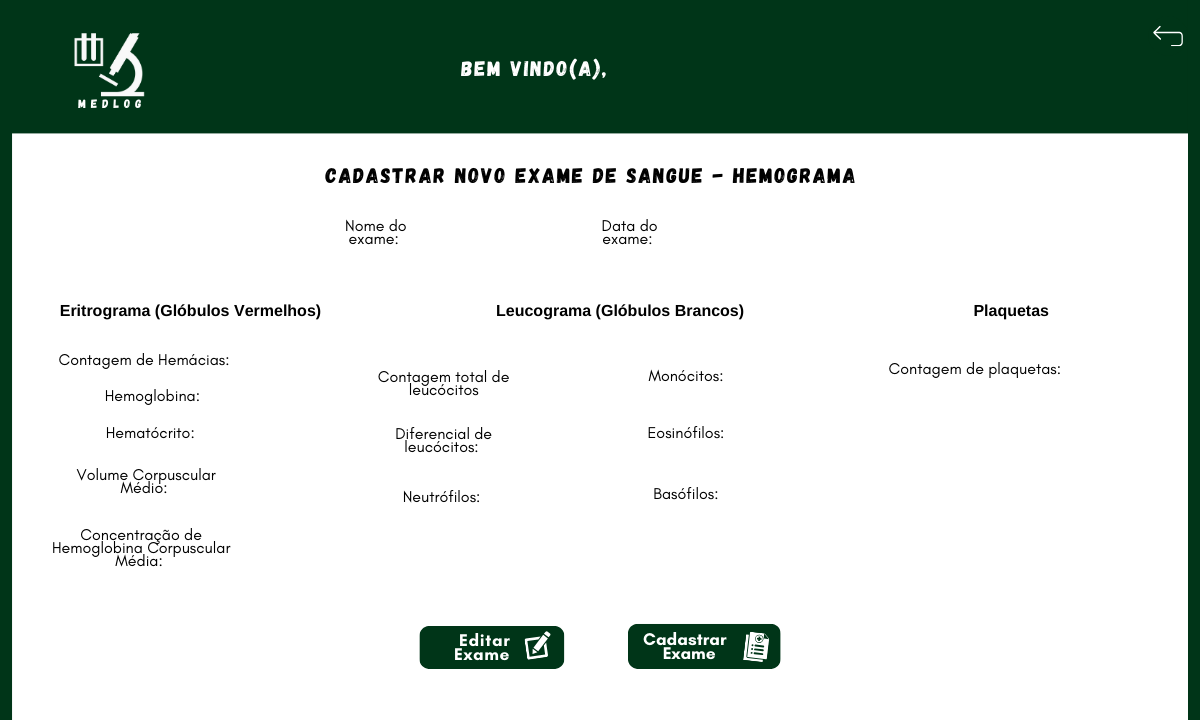 MEDLOG
BEM VINDO(A),
CADASTRAR NOVO EXAME DE SANGUE - HEMOGRAMA
Nome do
exame:
Data do
exame:
Eritrograma (Glóbulos Vermelhos)
Contagem de Hemácias:
Hemoglobina:
Hematócrito:
Volume Corpuscular
Médio:
Concentração de
Hemoglobina Corpuscular
Média:
Leucograma (Glóbulos Brancos)
Contagem total de
leucócitos
Diferencial de
leucócitos:
Neutrófilos:
Monócitos:
Eosinófilos:
Basófilos:
Plaquetas
Contagem de plaquetas:
Editar
Exame
Cadastrar
Exame